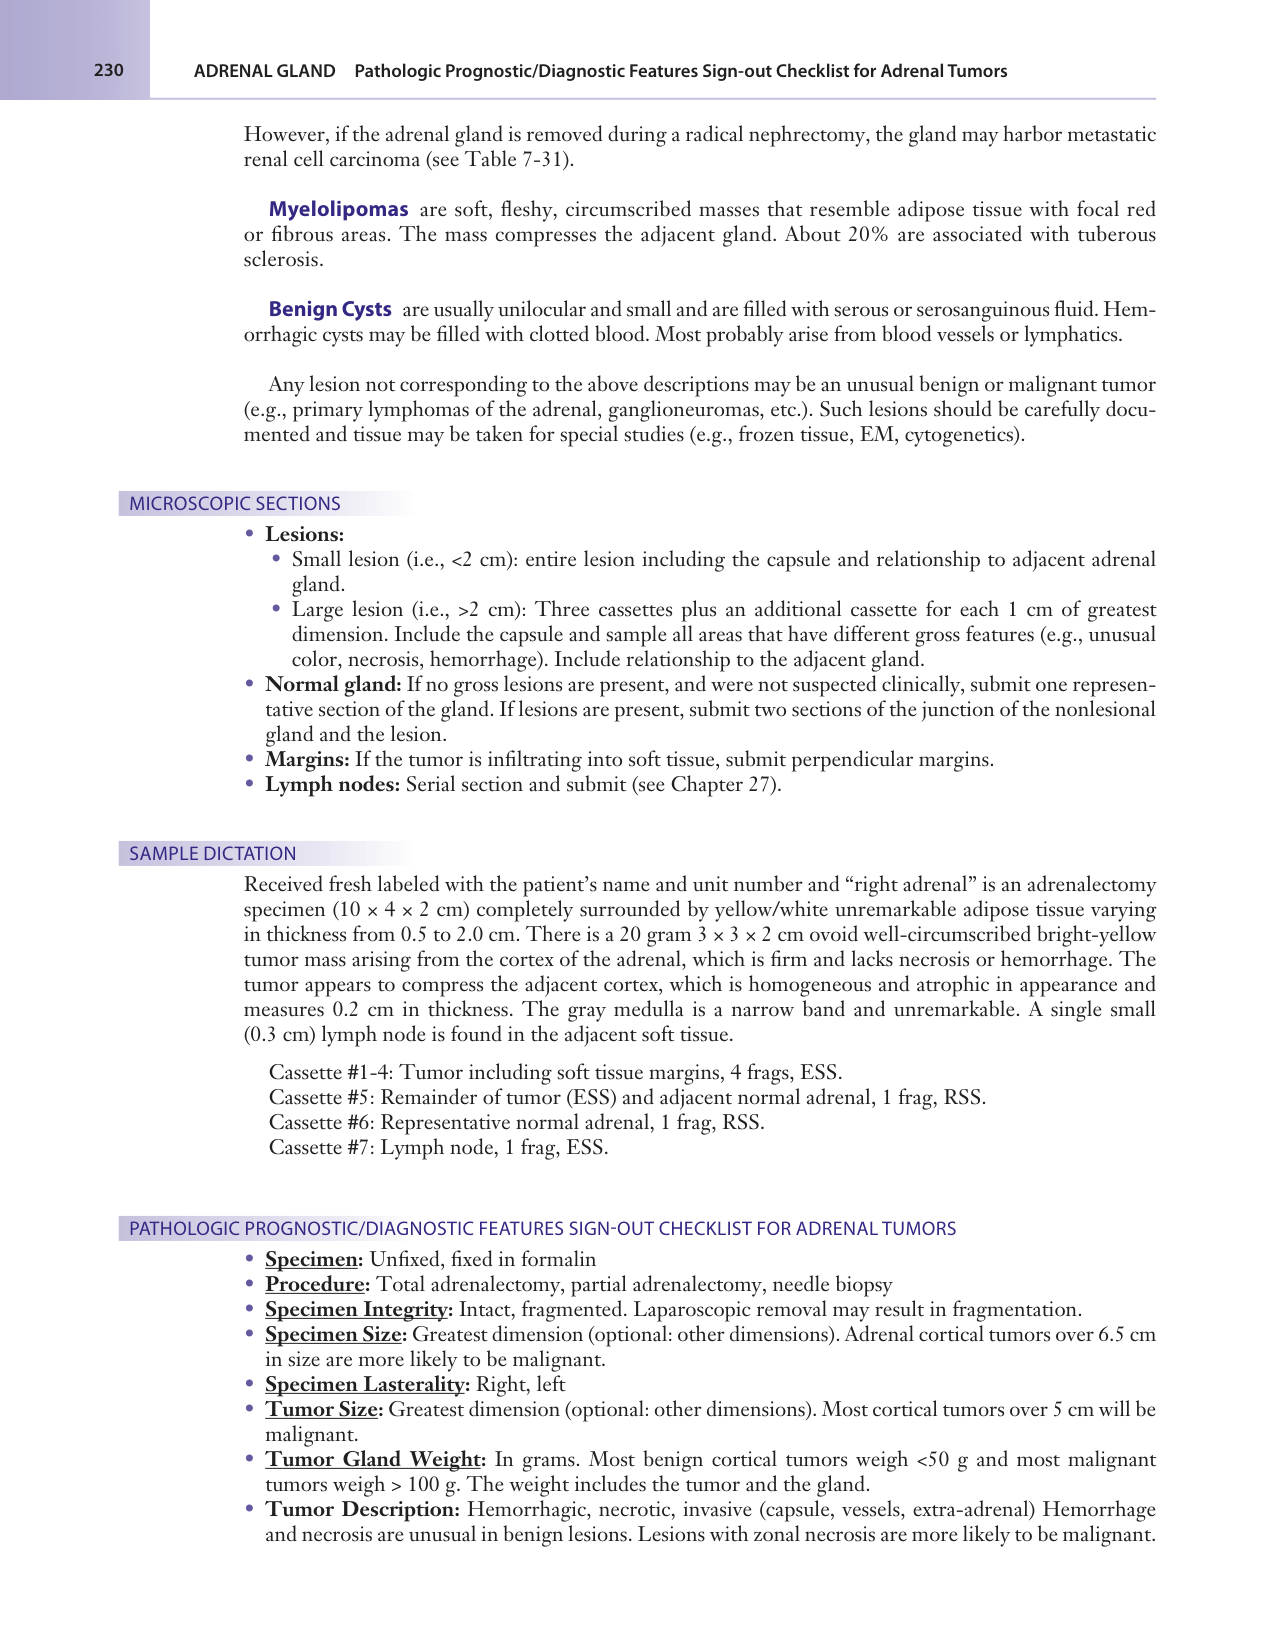 230
ADRENAL GLAND Pathologic Prognostic/Diagnostic Features Sign-out Checklist for Adrenal Tumors
However, if the adrenal gland is removed during a radical nephrectomy, the gland may harbor metastatic
renal cell carcinoma (see Table 7-31).
Myelolipomas are soft, fleshy, circumscribed masses that resemble adipose tissue with focal red
or fibrous areas. The mass compresses the adjacent gland. About 20% are associated with tuberous
sclerosis.
Benign Cysts are usually unilocular and small and are filled with serous or serosanguinous fluid. Hem-
orrhagic cysts may be filled with clotted blood. Most probably arise from blood vessels or lymphatics.
Any lesion not corresponding to the above descriptions may be an unusual benign or malignant tumor
(e.g., primary lymphomas of the adrenal, ganglioneuromas, etc.). Such lesions should be carefully docu-
mented and tissue may be taken for special studies (e.g., frozen tissue, EM, cytogenetics).
MICROSCOPIC SECTIONS
• Lesions:
• Small lesion (i.e., <2 cm): entire lesion including the capsule and relationship to adjacent adrenal
gland.
• Large lesion (i.e., >2 cm): Three cassettes plus an additional cassette for each 1 cm of greatest
dimension. Include the capsule and sample all areas that have different gross features (e.g., unusual
color, necrosis, hemorrhage). Include relationship to the adjacent gland.
• Normal gland: If no gross lesions are present, and were not suspected clinically, submit one represen-
tative section of the gland. If lesions are present, submit two sections of the junction of the nonlesional
gland and the lesion.
• Margins: If the tumor is infiltrating into soft tissue, submit perpendicular margins.
• Lymph nodes: Serial section and submit (see Chapter 27).
SAMPLE DICTATION
Received fresh labeled with the patient’s name and unit number and “right adrenal” is an adrenalectomy
specimen (10 × 4 × 2 cm) completely surrounded by yellow/white unremarkable adipose tissue varying
in thickness from 0.5 to 2.0 cm. There is a 20 gram 3 × 3 × 2 cm ovoid well-circumscribed bright-yellow
tumor mass arising from the cortex of the adrenal, which is firm and lacks necrosis or hemorrhage. The
tumor appears to compress the adjacent cortex, which is homogeneous and atrophic in appearance and
measures 0.2 cm in thickness. The gray medulla is a narrow band and unremarkable. A single small
(0.3 cm) lymph node is found in the adjacent soft tissue.
Cassette #1-4: Tumor including soft tissue margins, 4 frags, ESS.
Cassette #5: Remainder of tumor (ESS) and adjacent normal adrenal, 1 frag, RSS.
Cassette #6: Representative normal adrenal, 1 frag, RSS.
Cassette #7: Lymph node, 1 frag, ESS.
PATHOLOGIC PROGNOSTIC/DIAGNOSTIC FEATURES SIGN-OUT CHECKLIST FOR ADRENAL TUMORS
• Specimen: Unfixed, fixed in formalin
• Procedure: Total adrenalectomy, partial adrenalectomy, needle biopsy
• Specimen Integrity: Intact, fragmented. Laparoscopic removal may result in fragmentation.
• Specimen Size: Greatest dimension (optional: other dimensions). Adrenal cortical tumors over 6.5 cm
in size are more likely to be malignant.
• Specimen Lasterality: Right, left
• Tumor Size: Greatest dimension (optional: other dimensions). Most cortical tumors over 5 cm will be
malignant.
• Tumor Gland Weight: In grams. Most benign cortical tumors weigh <50 g and most malignant
tumors weigh > 100 g. The weight includes the tumor and the gland.
• Tumor Description: Hemorrhagic, necrotic, invasive (capsule, vessels, extra-adrenal) Hemorrhage
and necrosis are unusual in benign lesions. Lesions with zonal necrosis are more likely to be malignant.